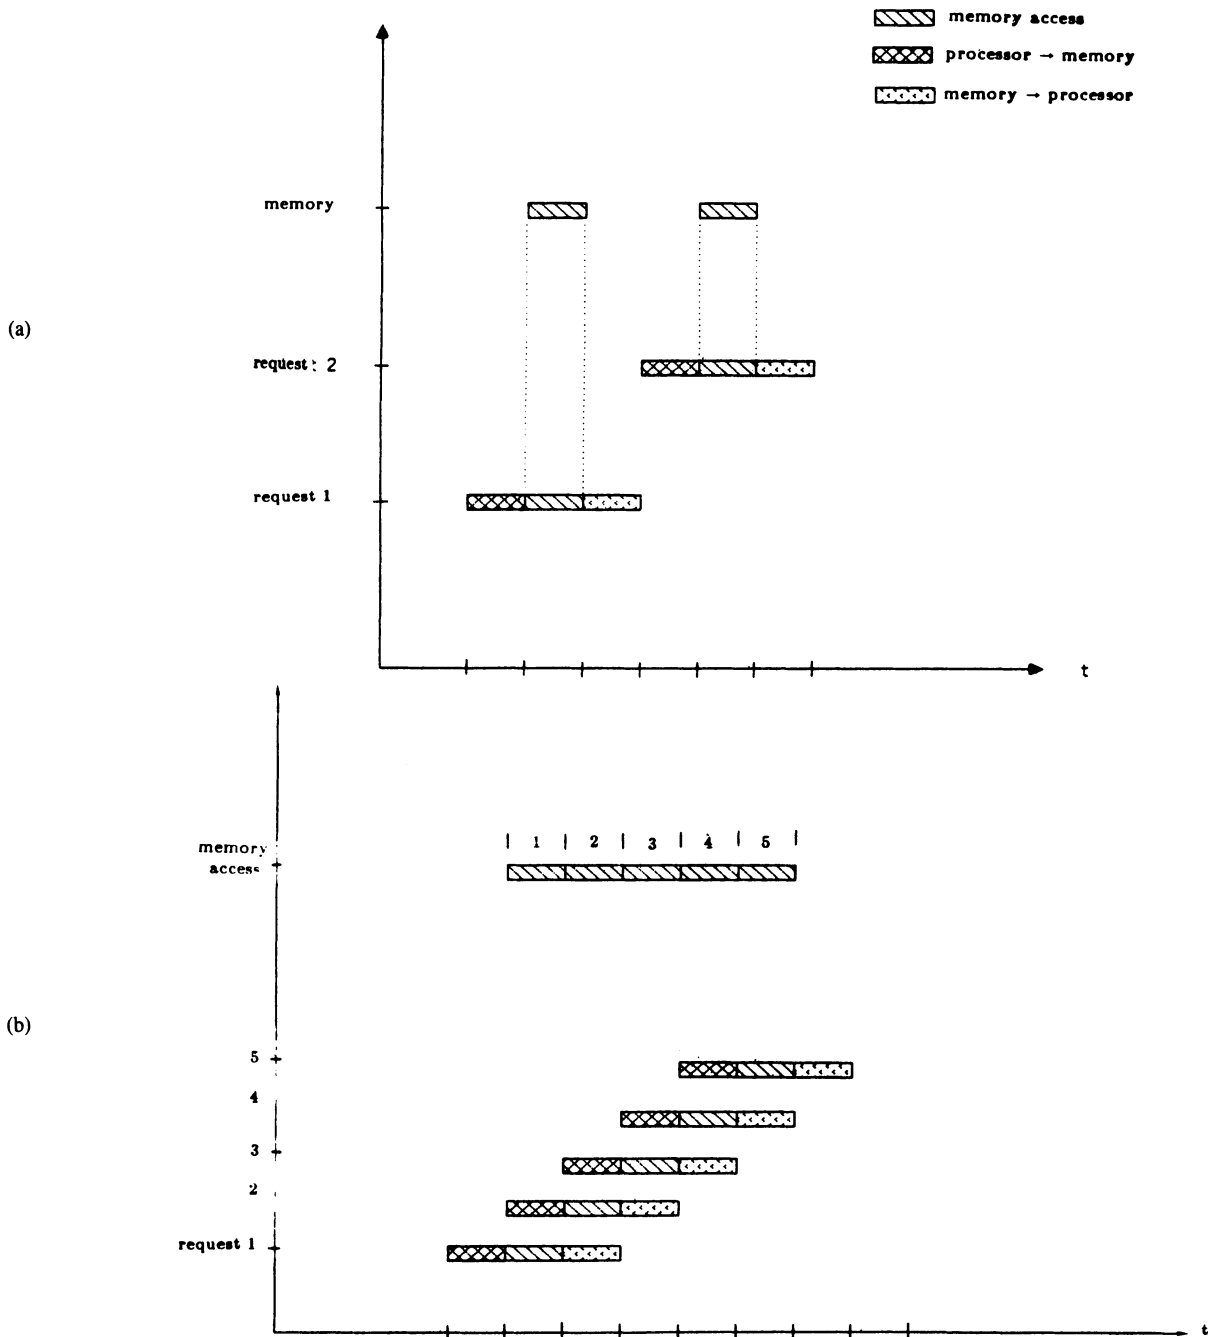 memory access
processor → memory
memory → processor
memory
(a)
request: 2
request 1
t
1 2 3 4 5
memory
access
(b)
5
4
3
2
request 1
t